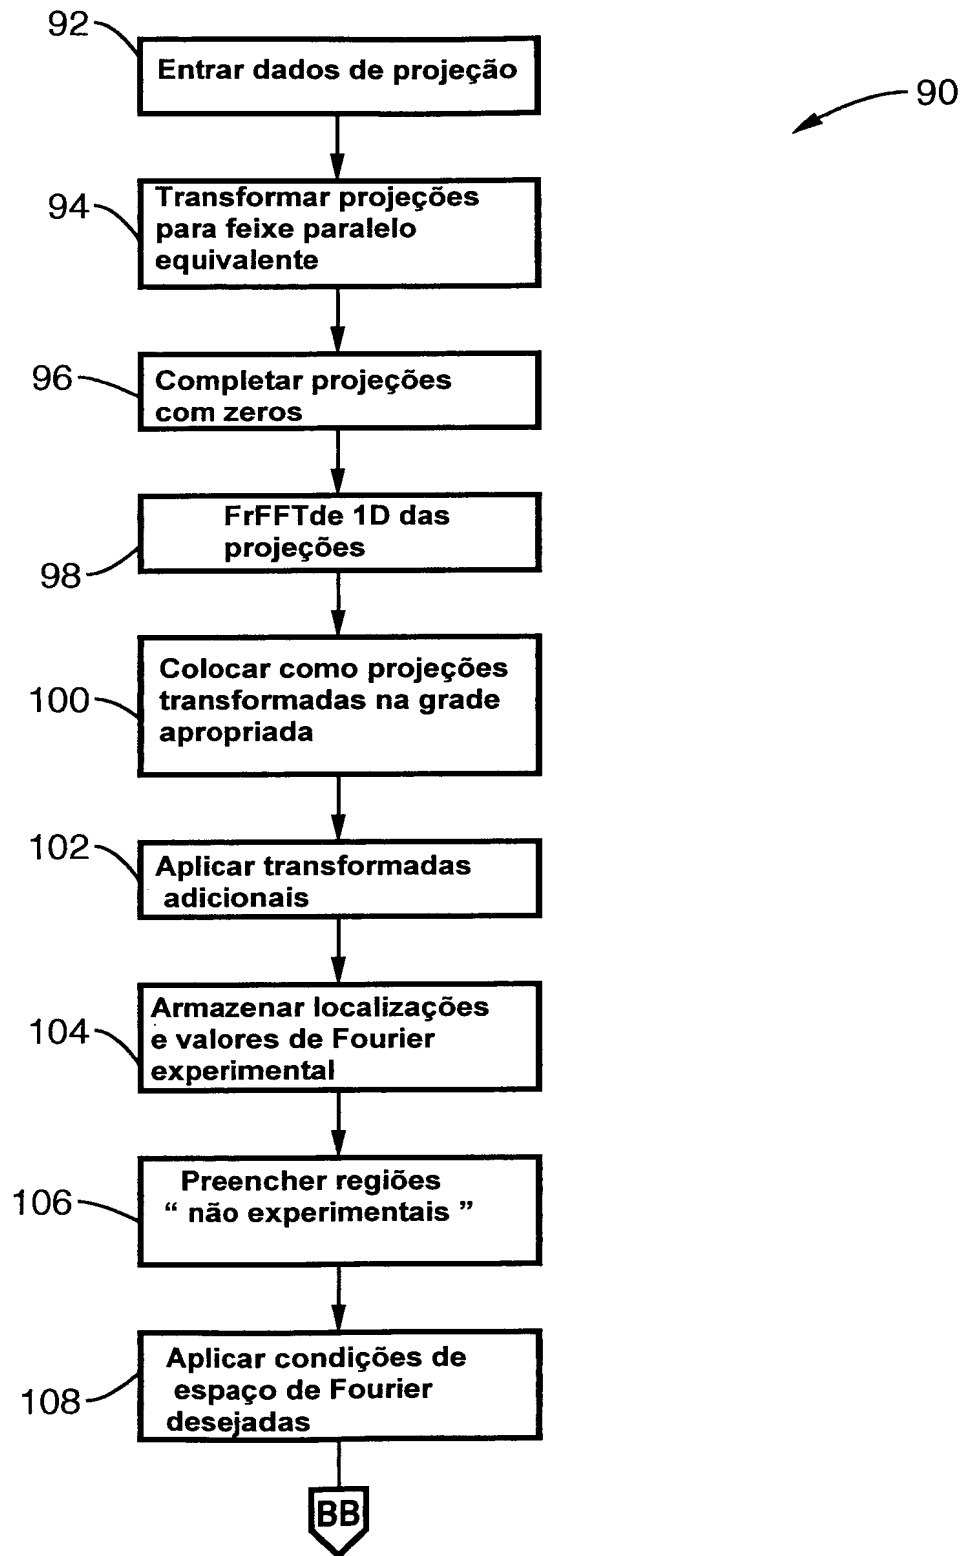 92
Entrar dados de projeção
90
94
Transformar projeções
para feixe paralelo
equivalente
96
Completar projeções
com zeros
98
FrFFTde 1D das
projeções
100
Colocar como projeções
transformadas na grade
apropriada
102
Aplicar transformadas
adicionais
104
Armazenar localizações
e valores de Fourier
experimental
106
Preencher regiões
“ não experimentais ”
108
Aplicar condições de
espaço de Fourier
desejadas
BB